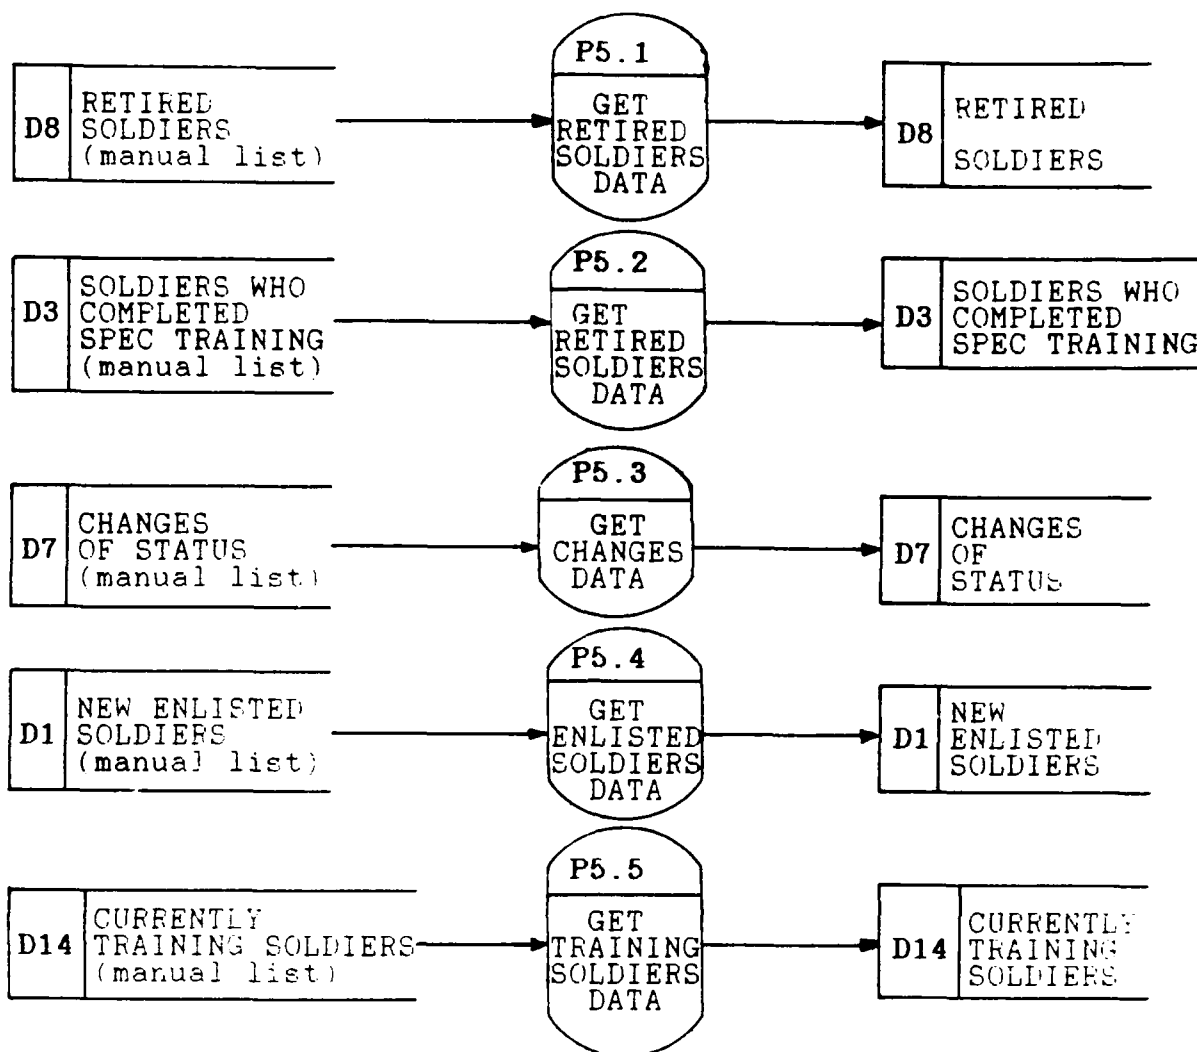 P5.1
D8
RETIRED
SOLDIERS
(manual list)
GET
RETIRED
SOLDIERS
DATA
D8
RETIRED
SOLDIERS
P5.2
D3
SOLDIERS WHO
COMPLETED
SPEC TRAINING
(manual list)
GET
RETIRED
SOLDIERS
DATA
D3
SOLDIERS WHO
COMPLETED
SPEC TRAINING
P5.3
D7
CHANGES
OF STATUS
(manual list)
GET
CHANGES
DATA
D7
CHANGES
OF
STATUS
P5.4
D1
NEW ENLISTED
SOLDIERS
(manual list)
GET
ENLISTED
SOLDIERS
DATA
D1
NEW
ENLISTED
SOLDIERS
P5.5
D14
CURRENTLY
TRAINING SOLDIERS
(manual list)
GET
TRAINING
SOLDIERS
DATA
D14
CURRENTLY
TRAINING
SOLDIERS